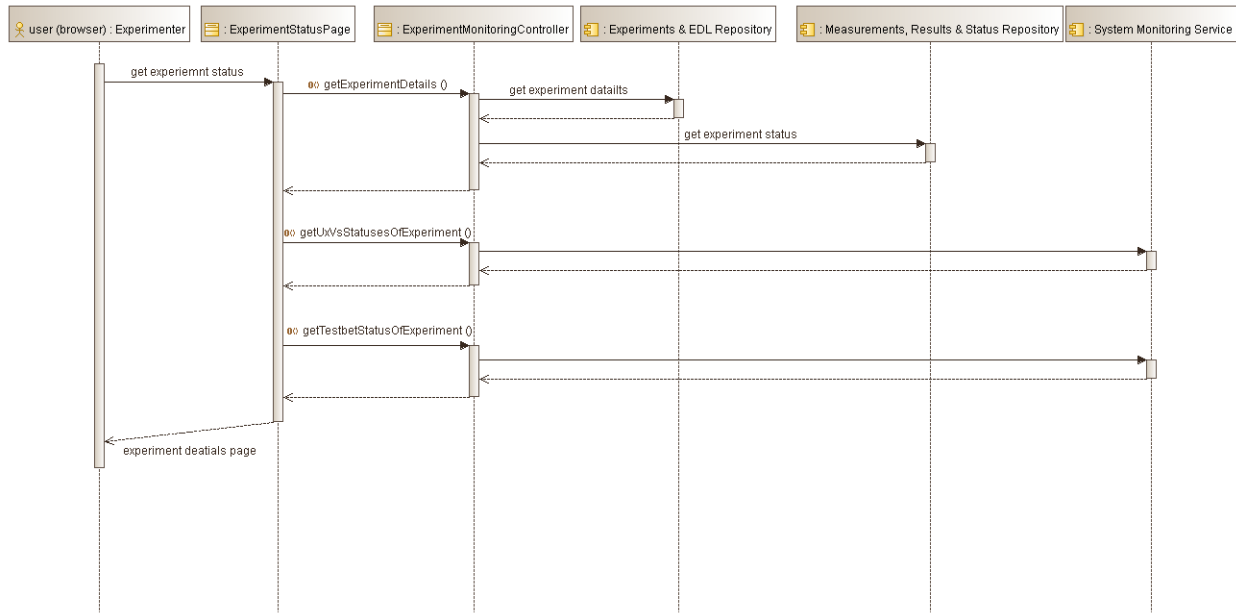 user (browser) : Experimenter
: ExperimentStatusPage
: ExperimentMonitoringController
: Experiments & EDL Repository
: Measurements, Results & Status Repository
: System Monitoring Service
get experiemnt status
getExperimentDetails ()
get experiment datailts
get experiment status
getUxVsStatusesOfExperiment ()
getTestbetStatusOfExperiment ()
experiment deatials page